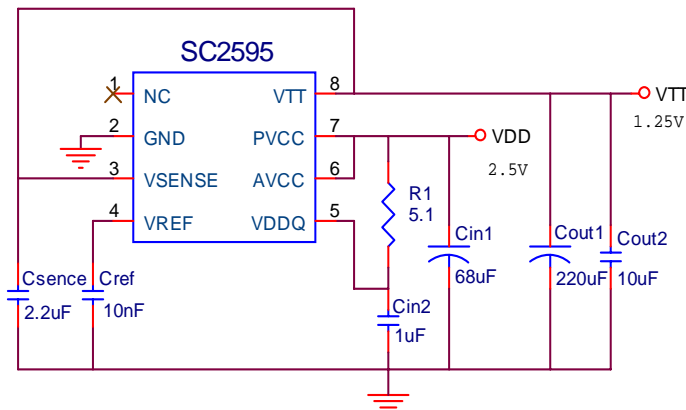 SC2595
1 NC VTT 8
VTT
1.25V
2 GND PVCC 7
VDD
2.5V
3 VSENSE AVCC 6
4 VREF VDDQ 5
R1
5.1
Cin1
68uF
Cout1
220uF
Cout2
10uF
Csence
2.2uF
Cref
10nF
Cin2
1uF